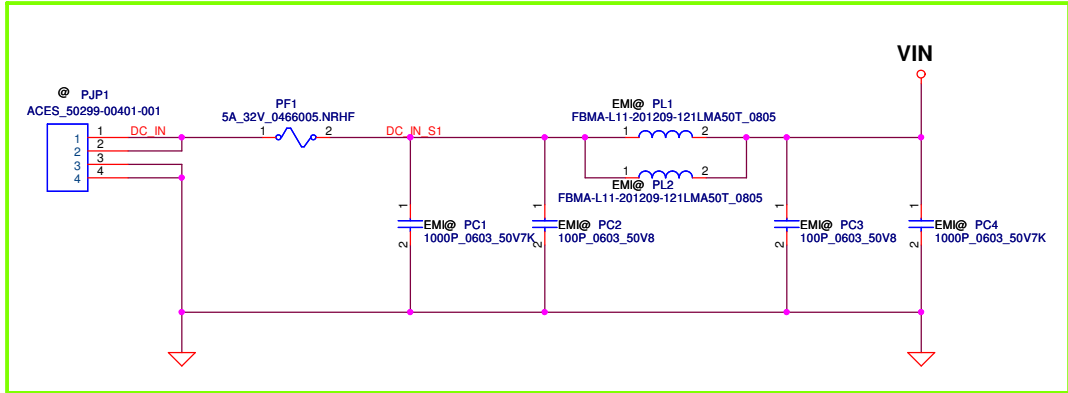 VIN
@ PJP1
ACES_50299-00401-001
1
2
3
4
1
2
3
4
DC_IN
PF1
5A_32V_0466005.NRHF
1
2
DC_IN_S1
EMI@ PL1
FBMA-L11-201209-121LMA50T_0805
1
2
1
2
EMI@ PL2
FBMA-L11-201209-121LMA50T_0805
1
2
EMI@ PC1
1000P_0603_50V7K
1
2
EMI@ PC2
100P_0603_50V8
1
2
EMI@ PC3
100P_0603_50V8
1
2
EMI@ PC4
1000P_0603_50V7K